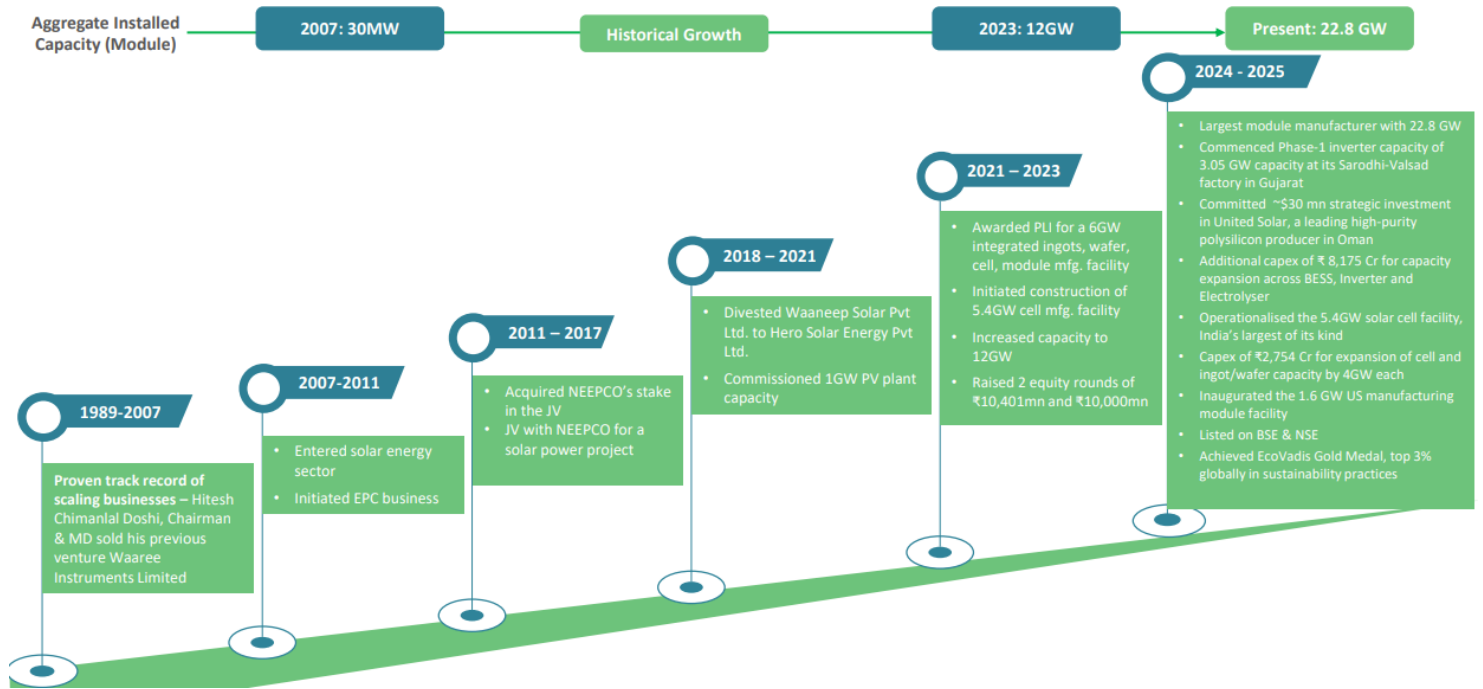 Aggregate Installed
Capacity (Module)
2007: 30MW
Historical Growth
2023: 12GW
Present: 22.8 GW
1989-2007
Proven track record of
scaling businesses – Hitesh
Chimanlal Doshi, Chairman
& MD sold his previous
venture Waaree
Instruments Limited
2007-2011
• Entered solar energy
sector
• Initiated EPC business
2011 – 2017
• Acquired NEEPCO’s stake
in the JV
• JV with NEEPCO for a
solar power project
2018 – 2021
• Divested Waaneep Solar Pvt
Ltd. to Hero Solar Energy Pvt
Ltd.
• Commissioned 1GW PV plant
capacity
2021 – 2023
• Awarded PLI for a 6GW
integrated ingots, wafer,
cell, module mfg. facility
• Initiated construction of
5.4GW cell mfg. facility
• Increased capacity to
12GW
• Raised 2 equity rounds of
₹10,401mn and ₹10,000mn
2024 - 2025
• Largest module manufacturer with 22.8 GW
• Commenced Phase-1 inverter capacity of
3.05 GW capacity at its Sarodhi-Valsad
factory in Gujarat
• Committed ~$30 mn strategic investment
in United Solar, a leading high-purity
polysilicon producer in Oman
• Additional capex of ₹ 8,175 Cr for capacity
expansion across BESS, Inverter and
Electrolyser
• Operationalised the 5.4GW solar cell facility,
India’s largest of its kind
• Capex of ₹2,754 Cr for expansion of cell and
ingot/wafer capacity by 4GW each
• Inaugurated the 1.6 GW US manufacturing
module facility
• Listed on BSE & NSE
• Achieved EcoVadis Gold Medal, top 3%
globally in sustainability practices